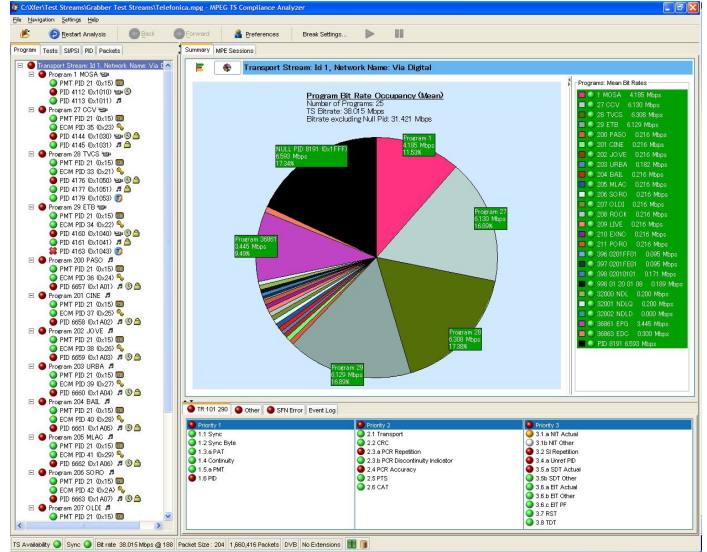 C:\Xfer\Test Streams\Grabber Test Streams\Telefonica.mpg - MPEG TS Compliance Analyzer
File Navigation Settings Help
Restart Analysis Back Forward Preferences Break Settings...
Program Tests SI/PSI PID Packets
Transport Stream: Id 1, Network Name: Via D
Program 1 MOSA
PMT PID 21 (0x15)
PID 4112 (0x1010)
PID 4113 (0x1011)
Program 27 CCV
PMT PID 21 (0x15)
ECM PID 35 (0x23)
PID 4144 (0x1030)
PID 4145 (0x1031)
Program 28 TVCS
PMT PID 21 (0x15)
ECM PID 33 (0x21)
PID 4176 (0x1050)
PID 4177 (0x1051)
PID 4179 (0x1053)
Program 29 ETB
PMT PID 21 (0x15)
ECM PID 34 (0x22)
PID 4160 (0x1040)
PID 4161 (0x1041)
PID 4163 (0x1043)
Program 200 PASO
PMT PID 21 (0x15)
ECM PID 36 (0x24)
PID 6657 (0x1A01)
Program 201 CINE
PMT PID 21 (0x15)
ECM PID 37 (0x25)
PID 6658 (0x1A02)
Program 202 JOVE
PMT PID 21 (0x15)
ECM PID 38 (0x26)
PID 6659 (0x1A03)
Program 203 URBA
PMT PID 21 (0x15)
ECM PID 39 (0x27)
PID 6660 (0x1A04)
Program 204 BAIL
PMT PID 21 (0x15)
ECM PID 40 (0x28)
PID 6661 (0x1A05)
Program 205 MLAC
PMT PID 21 (0x15)
ECM PID 41 (0x29)
PID 6662 (0x1A06)
Program 206 SORO
PMT PID 21 (0x15)
ECM PID 42 (0x2A)
PID 6663 (0x1A07)
Program 207 OLDI
PMT PID 21 (0x15)
Summary MPE Sessions
Transport Stream: Id 1, Network Name: Via Digital
Program Bit Rate Occupancy (Mean)
Number of Programs: 25
TS Bitrate: 38.015 Mbps
Bitrate excluding Null Pid: 31.421 Mbps
Program 1
4.185 Mbps
11.53%
NULL PID 8191 (0x1FFF)
6.593 Mbps
17.34%
Program 27
6.130 Mbps
16.89%
Program 36861
3.445 Mbps
9.49%
Program 28
6.308 Mbps
17.38%
Program 29
6.129 Mbps
16.89%
Programs: Mean Bit Rates
1 MOSA 4.185 Mbps
27 CCV 6.130 Mbps
28 TVCS 6.308 Mbps
29 ETB 6.129 Mbps
200 PASO 0.216 Mbps
201 CINE 0.216 Mbps
202 JOVE 0.216 Mbps
203 URBA 0.182 Mbps
204 BAIL 0.216 Mbps
205 MLAC 0.216 Mbps
206 SORO 0.216 Mbps
207 OLDI 0.216 Mbps
208 ROCK 0.216 Mbps
209 LIVE 0.216 Mbps
210 EXNC 0.216 Mbps
211 PORO 0.216 Mbps
396 0201FF01 0.095 Mbps
397 0201FE01 0.095 Mbps
398 02010101 0.171 Mbps
998 01 20 01 08 0.189 Mbps
32000 NDL 0.200 Mbps
32001 NDLQ 0.200 Mbps
32002 NDLD 0.000 Mbps
36861 EPG 3.445 Mbps
36863 EDC 0.300 Mbps
PID 8191 6.593 Mbps
TR 101 290 Other SFN Error Event Log
Priority 1
1.1 Sync
1.2 Sync Byte
1.3.a PAT
1.4 Continuity
1.5.a PMT
1.6 PID
Priority 2
2.1 Transport
2.2 CRC
2.3.a PCR Repetition
2.3.b PCR Discontinuity Indicator
2.4 PCR Accuracy
2.5 PTS
2.6 CAT
Priority 3
3.1.a NIT Actual
3.1b NIT Other
3.2 SI Repetition
3.4.a Unref PID
3.5.a SDT Actual
3.5b SDT Other
3.6.a EIT Actual
3.6.b EIT Other
3.6.c EIT PF
3.7 RST
3.8 TDT
TS Availability Sync Bit rate 38.015 Mbps @ 188 Packet Size : 204 1,660,416 Packets DVB No Extensions